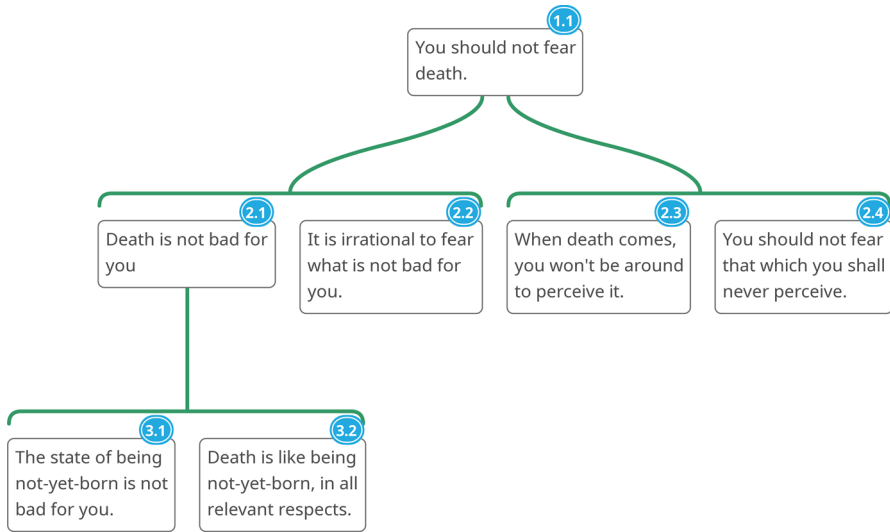 1.1
You should not fear
death.
2.1
Death is not bad for
you
2.2
It is irrational to fear
what is not bad for
you.
2.3
When death comes,
you won't be around
to perceive it.
2.4
You should not fear
that which you shall
never perceive.
3.1
The state of being
not-yet-born is not
bad for you.
3.2
Death is like being
not-yet-born, in all
relevant respects.